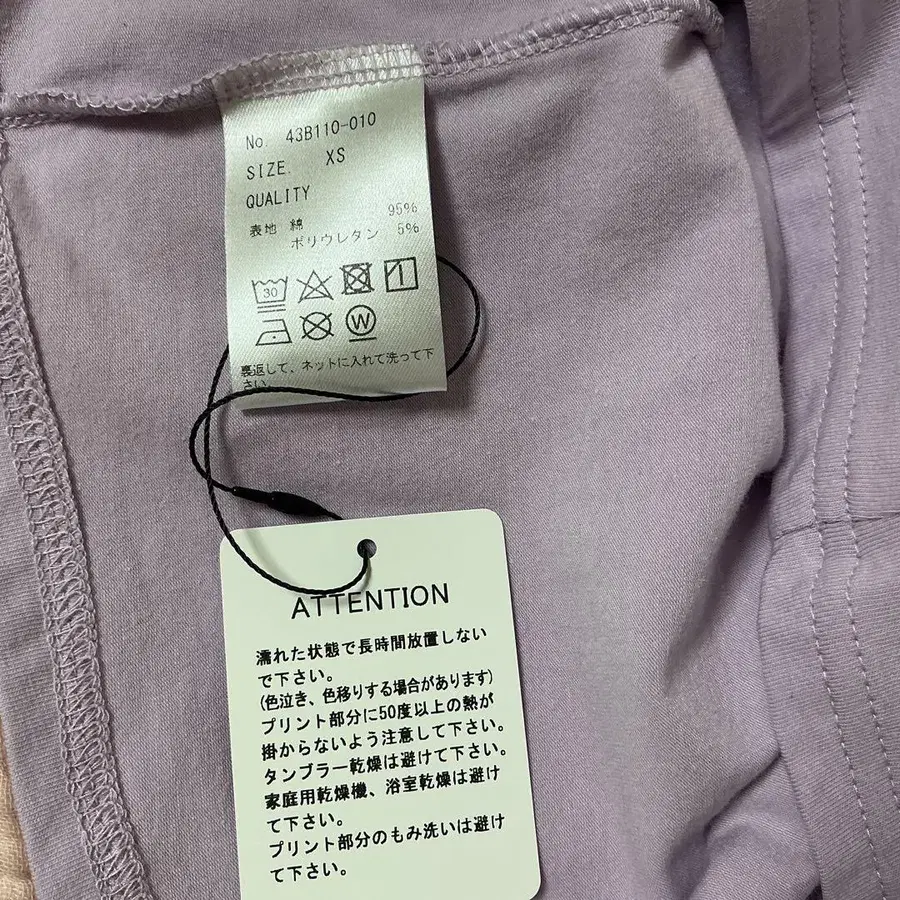 No. 43B110-010
SIZE. XS
QUALITY
表地 綿 95%
ポリウレタン 5%
30
W
裏返して、ネットに入れて洗って下
さい。
ATTENTION
濡れた状態で長時間放置しない
で下さい。
(色泣き、色移りする場合があります)
プリント部分に50度以上の熱が
掛からないよう注意して下さい。
タンブラー乾燥は避けて下さい。
家庭用乾燥機、浴室乾燥は避け
て下さい。
プリント部分のもみ洗いは避け
て下さい。